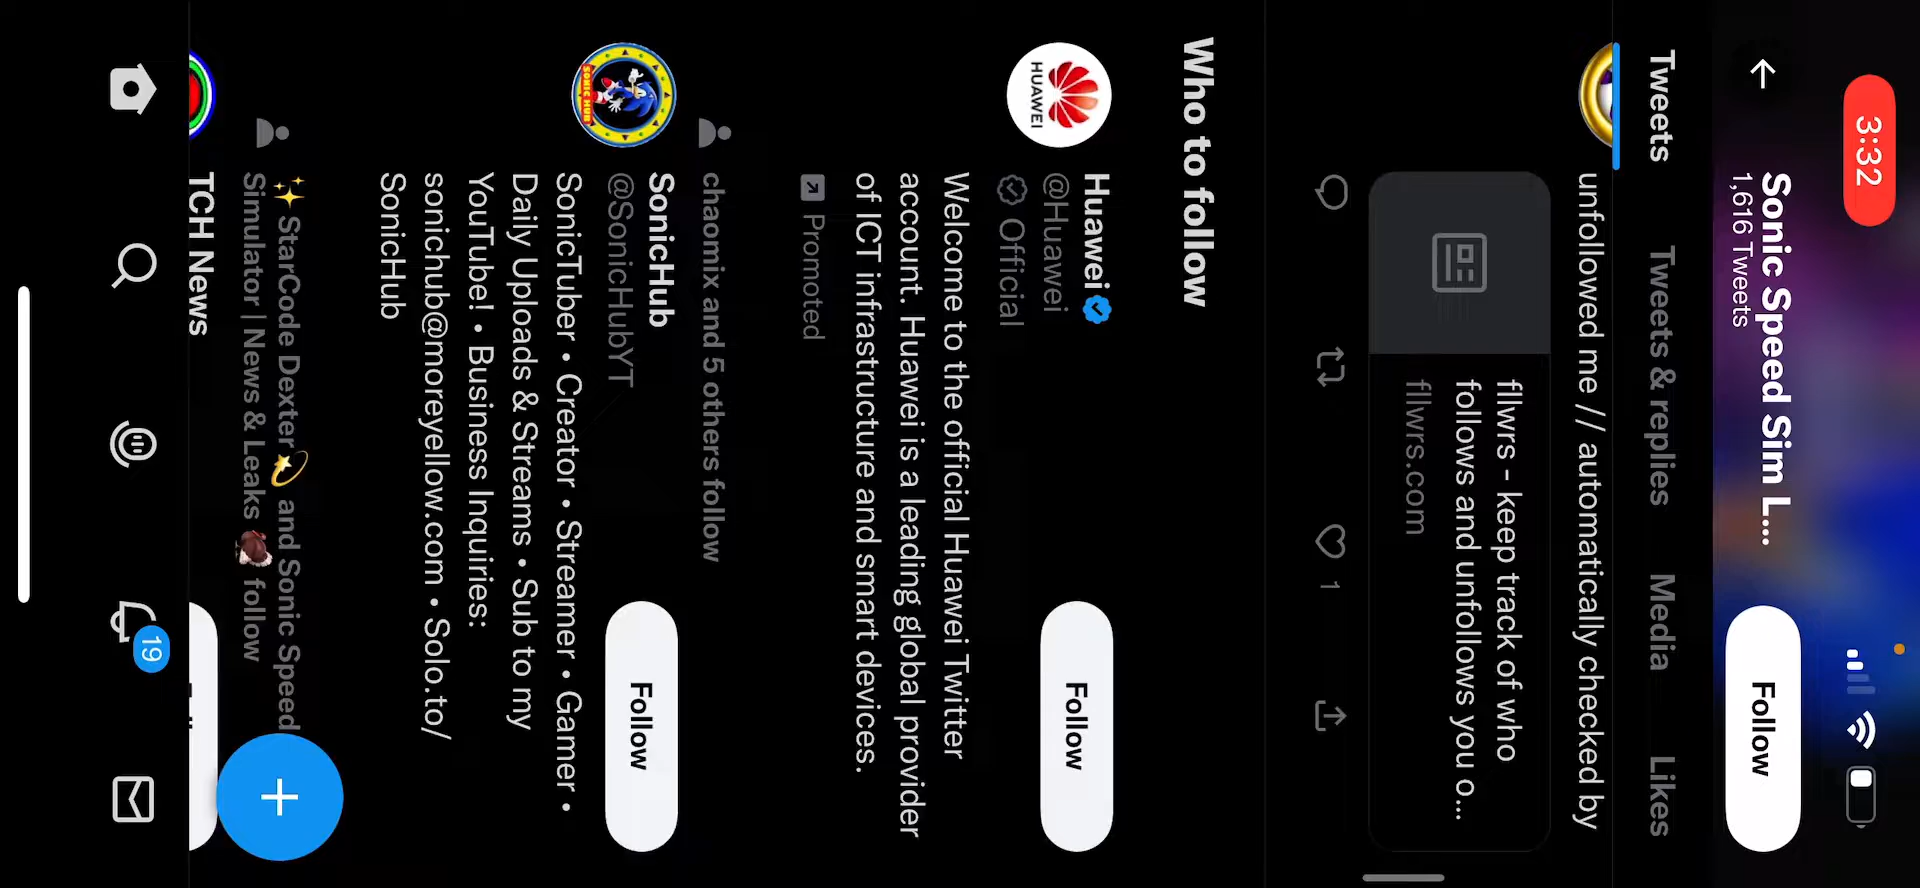 3:32
Sonic Speed Sim L...
1,616 Tweets
Follow
Tweets
Tweets & replies
Media
Likes
unfollowed me // automatically checked by
fllwrs - keep track of who
follows and unfollows you o...
fllwrs.com
1
Who to follow
HUAWEI
Huawei
@Huawei
Official
Follow
Welcome to the official Huawei Twitter
account. Huawei is a leading global provider
of ICT infrastructure and smart devices.
Promoted
chaomix and 5 others follow
SONIC HUB
SonicHub
@SonicHubYT
Follow
SonicTuber • Creator • Streamer • Gamer •
Daily Uploads & Streams • Sub to my
YouTube! • Business Inquiries:
sonichub@moreyellow.com • Solo.to/
SonicHub
✨ StarCode Dexter💫 and Sonic Speed
Simulator | News & Leaks follow
TCH News
19